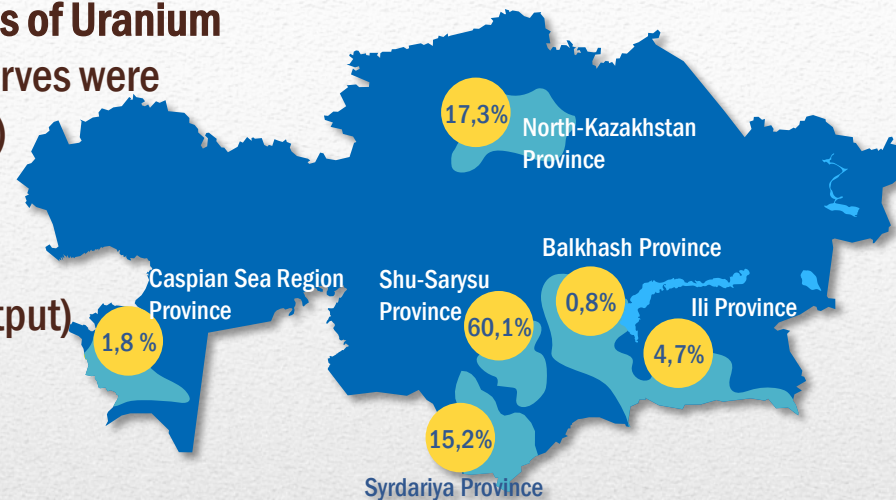 s of Uranium
rves were
)
tput)
17,3%
North-Kazakhstan
Province
Balkhash Province
Caspian Sea Region
Province
Shu-Sarysu
Province
0,8%
Ili Province
60,1%
1,8 %
4,7%
15,2%
Syrdariya Province